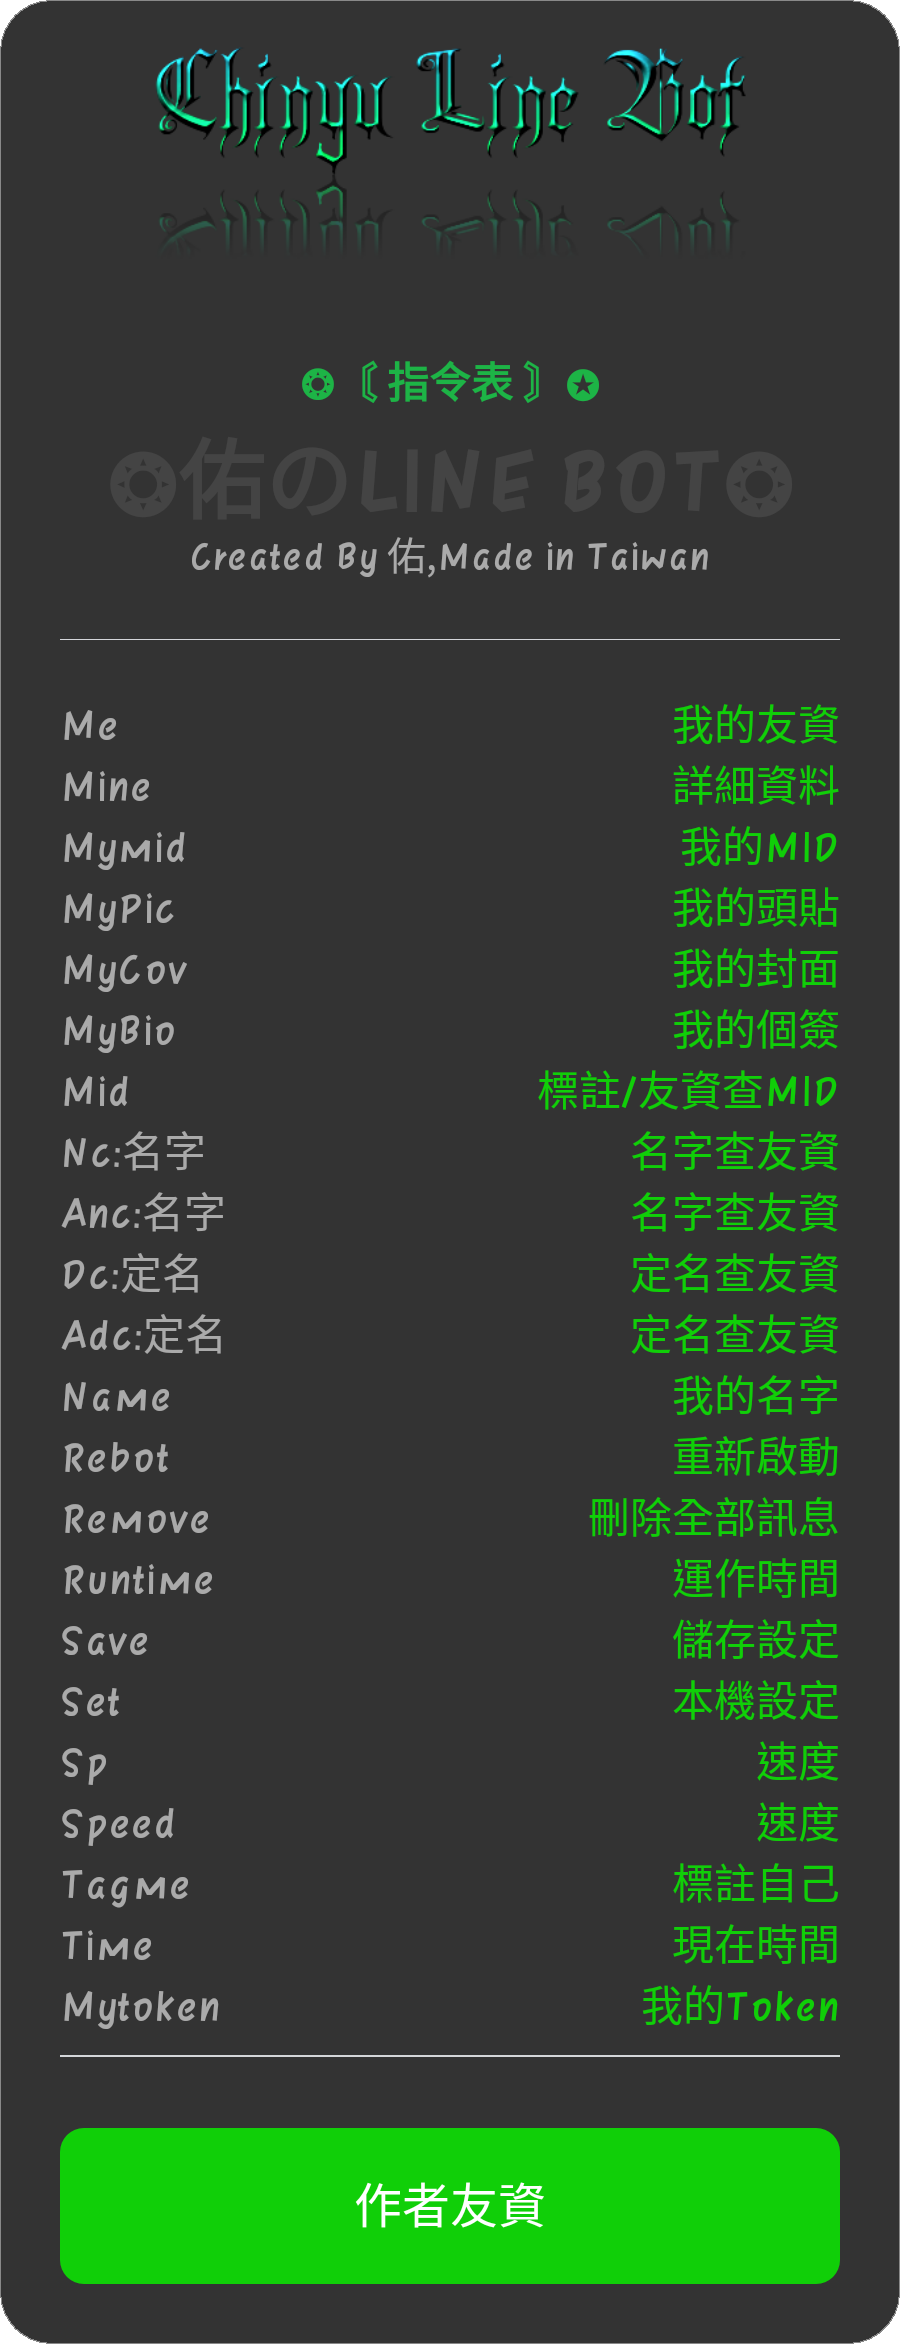 Chinyu Line Bot
❂〘指令表〙✪
❂佑のLINE BOT❂
Created By 佑,Made in Taiwan
Me 我的友資
Mine 詳細資料
Mymid 我的MID
MyPic 我的頭貼
MyCov 我的封面
MyBio 我的個簽
Mid 標註/友資查MID
Nc:名字 名字查友資
Anc:名字 名字查友資
Dc:定名 定名查友資
Adc:定名 定名查友資
Name 我的名字
Rebot 重新啟動
Remove 刪除全部訊息
Runtime 運作時間
Save 儲存設定
Set 本機設定
Sp 速度
Speed 速度
Tagme 標註自己
Time 現在時間
Mytoken 我的Token
作者友資